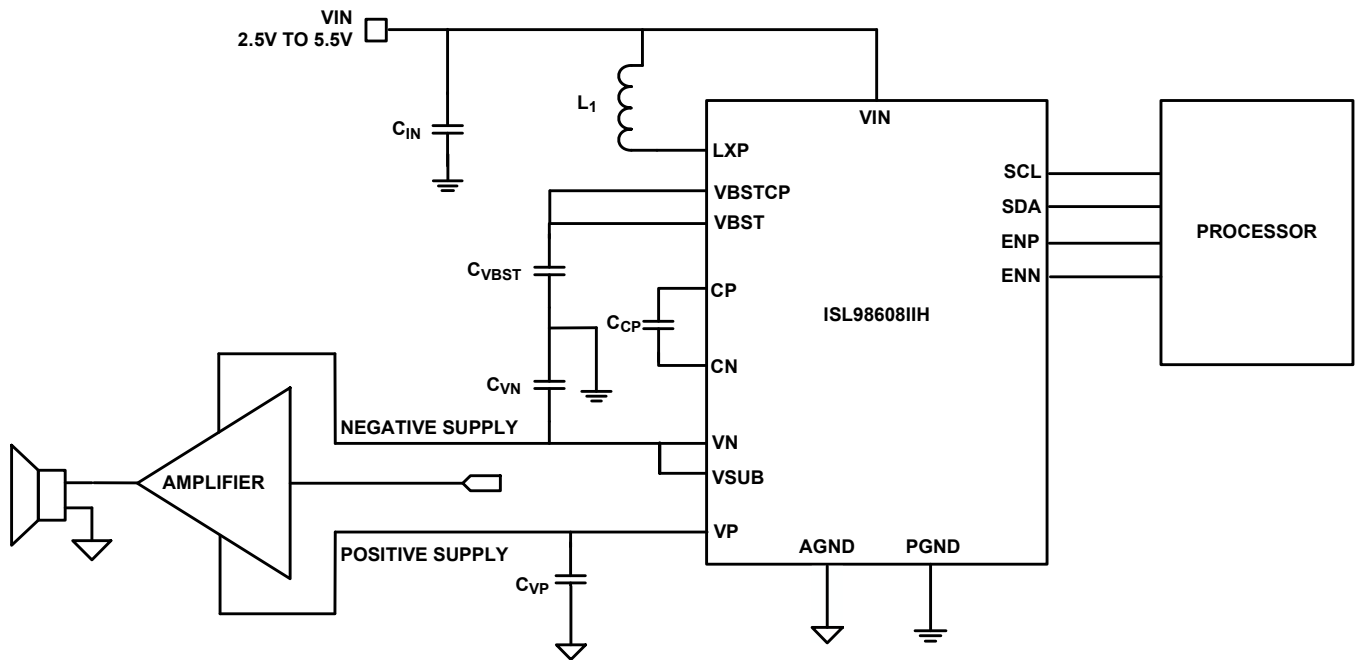 VIN
2.5V TO 5.5V
L1
CIN
VIN
LXP
VBSTCP
VBST
CP
CN
VN
VSUB
VP
SCL
SDA
ENP
ENN
ISL98608IIH
AGND
PGND
PROCESSOR
CVBST
CCP
CVN
NEGATIVE SUPPLY
AMPLIFIER
POSITIVE SUPPLY
CVP